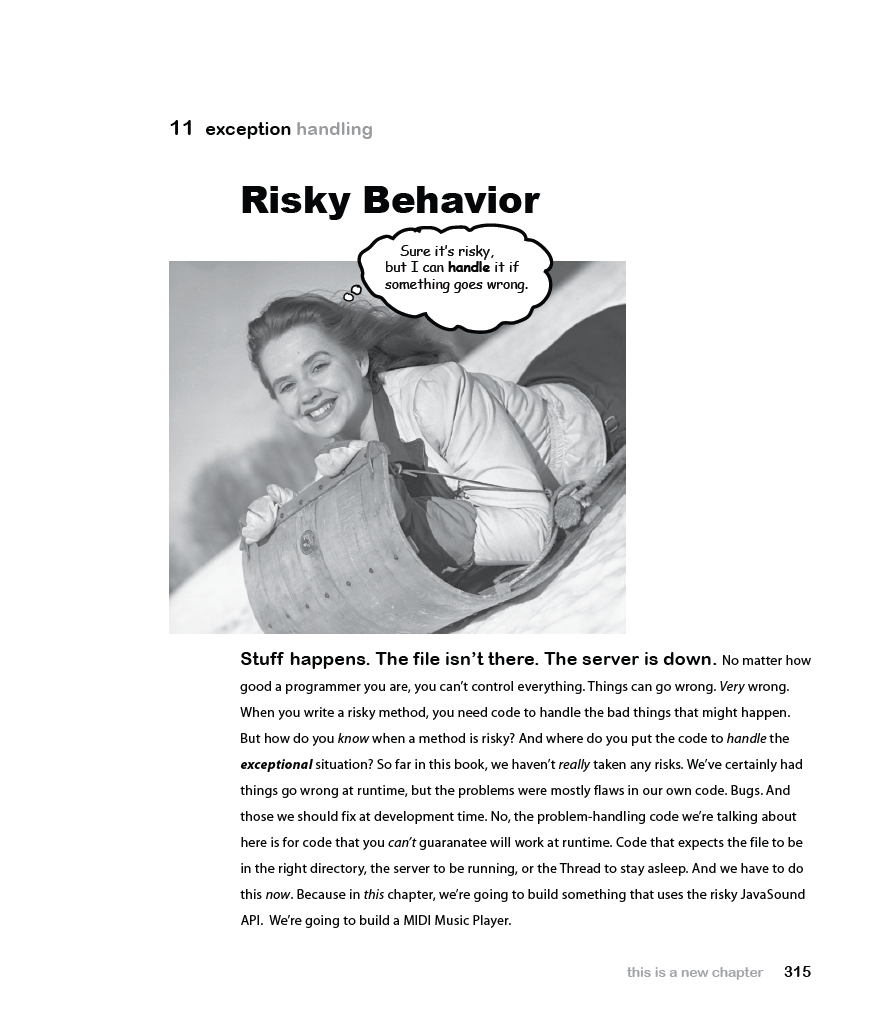 11 exception handling
Risky Behavior
Sure it's risky,
but I can handle it if
something goes wrong.
Stuff happens. The file isn't there. The server is down. No matter how
good a programmer you are, you can't control everything. Things can go wrong. Very wrong.
When you write a risky method, you need code to handle the bad things that might happen.
But how do you know when a method is risky? And where do you put the code to handle the
exceptional situation? So far in this book, we haven't really taken any risks. We've certainly had
things go wrong at runtime, but the problems were mostly flaws in our own code. Bugs. And
those we should fix at development time. No, the problem-handling code we're talking about
here is for code that you can't guaranatee will work at runtime. Code that expects the file to be
in the right directory, the server to be running, or the Thread to stay asleep. And we have to do
this now. Because in this chapter, we're going to build something that uses the risky JavaSound
API. We're going to build a MIDI Music Player.
this is a new chapter 315